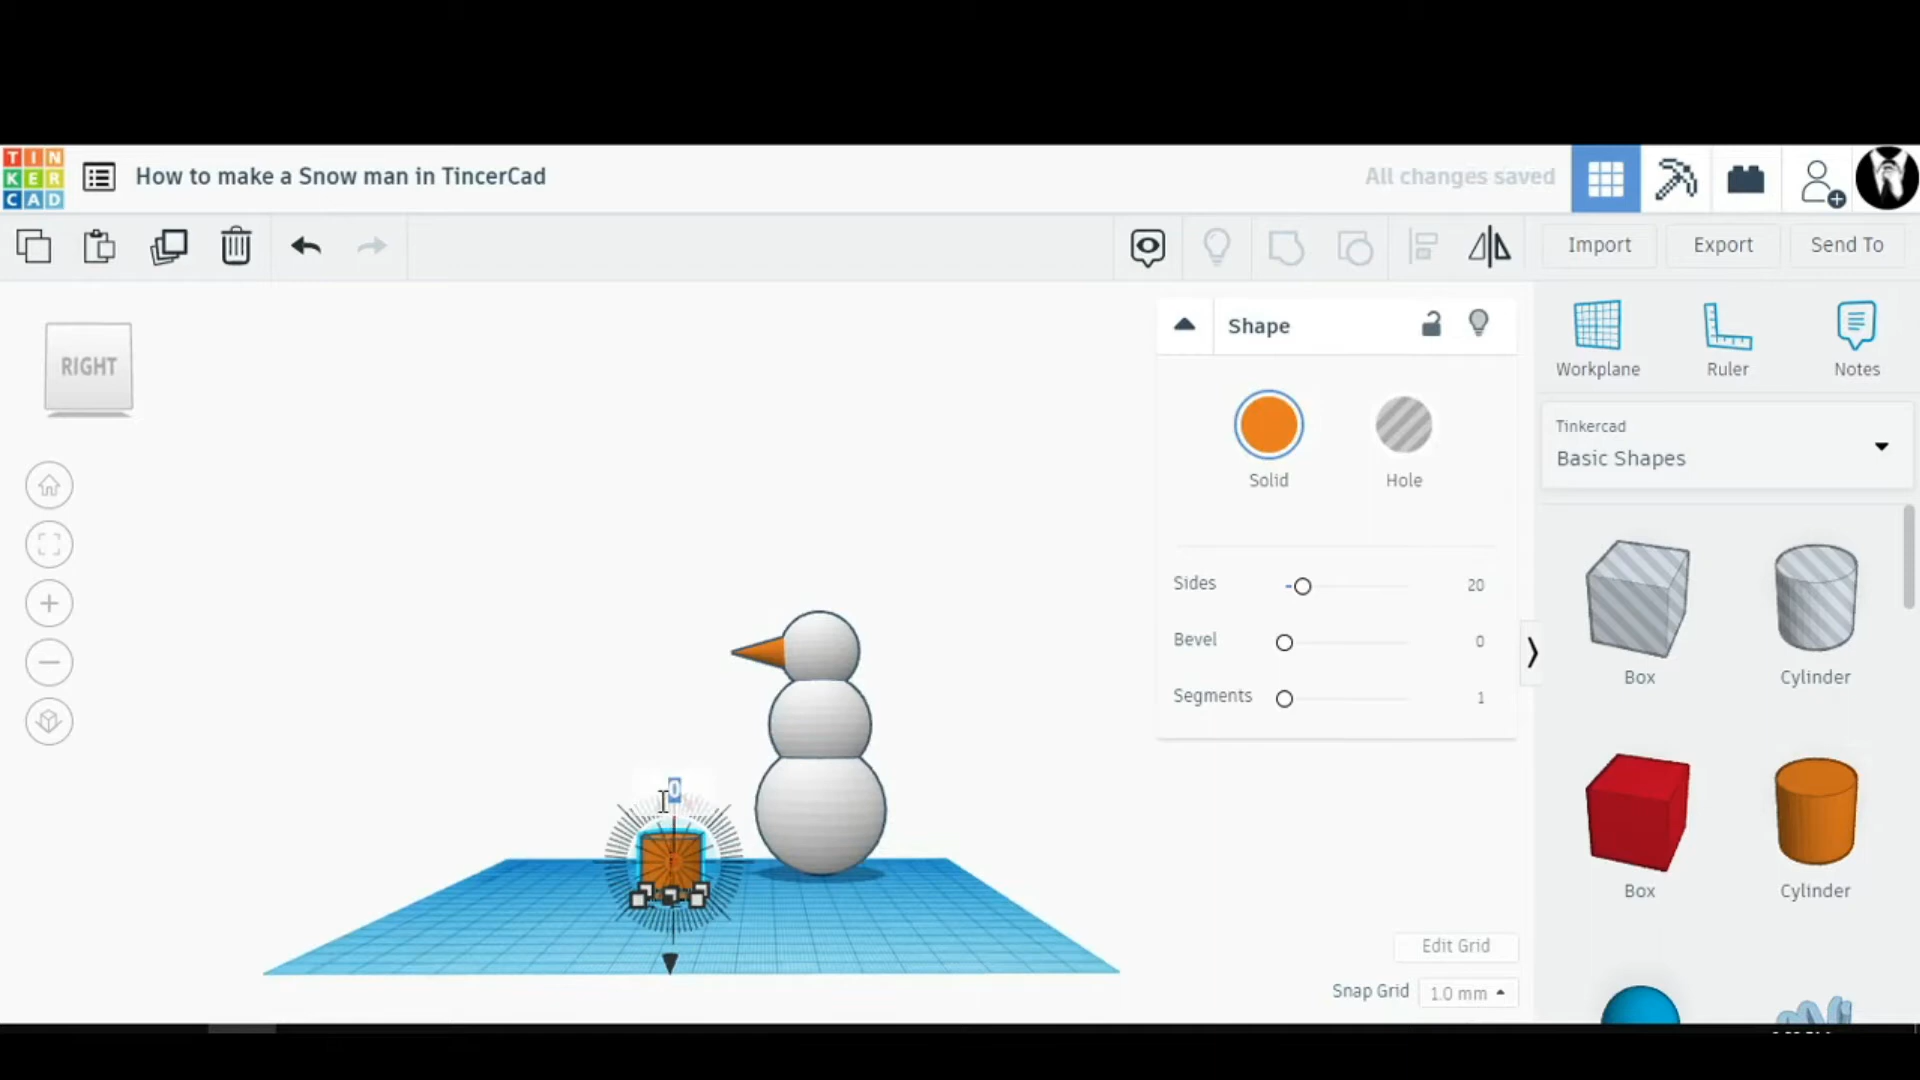 TIN
KER
CAD
How to make a Snow man in TincerCad
All changes saved
Import
Export
Send To
RIGHT
Shape
Workplane
Ruler
Notes
Solid
Hole
Tinkercad
Basic Shapes
Sides
20
Bevel
0
Segments
1
Box
Cylinder
0
Box
Cylinder
Edit Grid
Snap Grid
1.0 mm